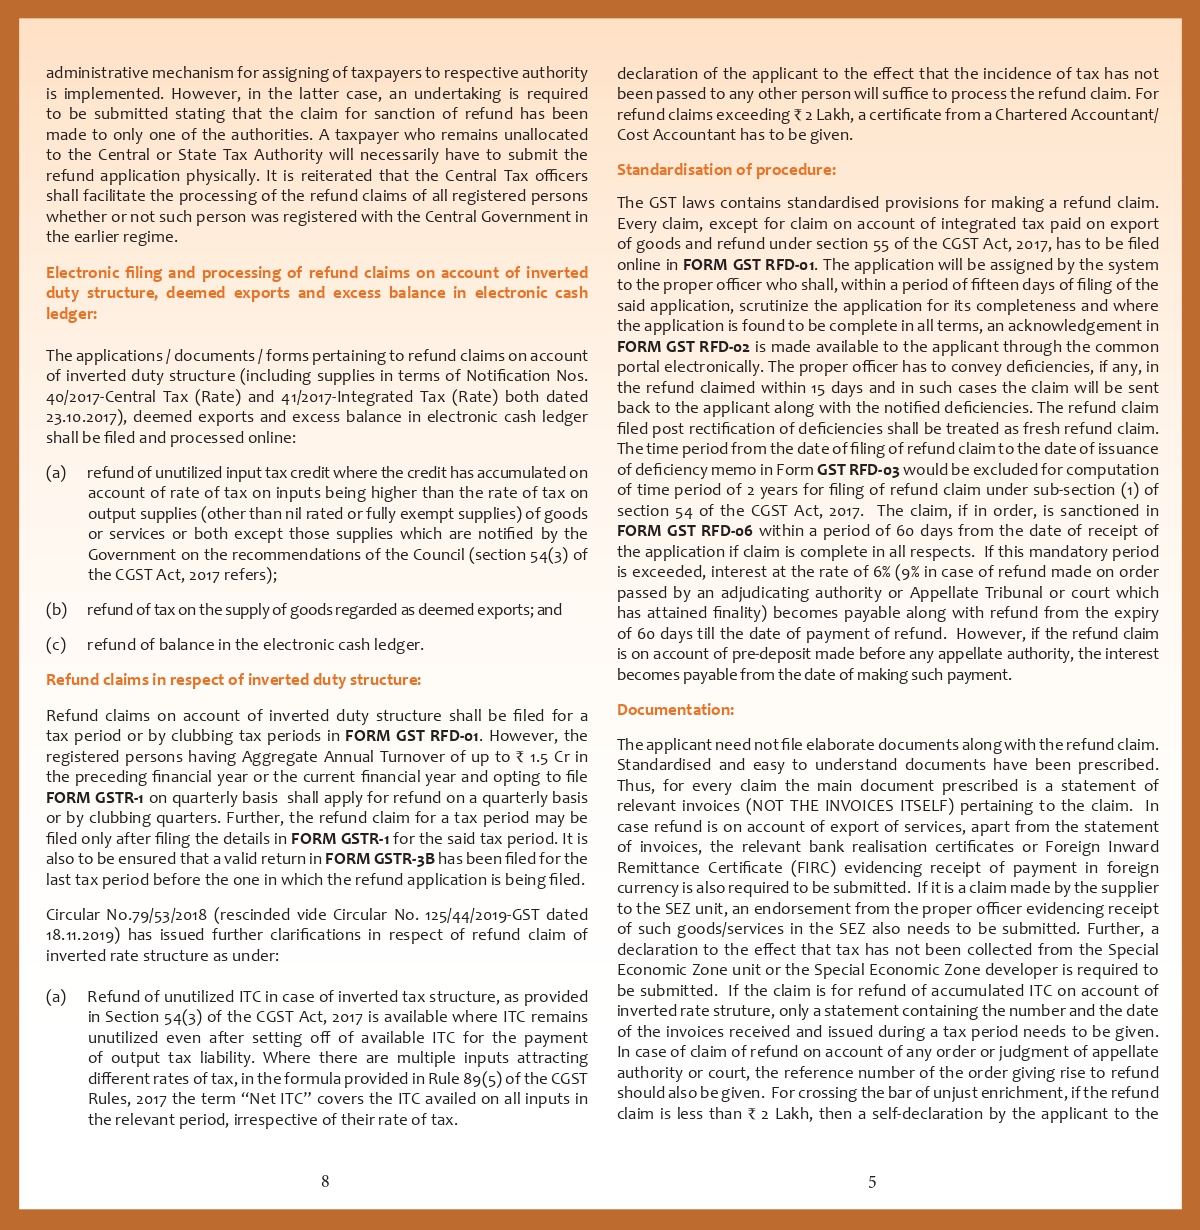 administrative mechanism for assigning of taxpayers to respective authority
is implemented. However, in the latter case, an undertaking is required
to be submitted stating that the claim for sanction of refund has been
made to only one of the authorities. A taxpayer who remains unallocated
to the Central or State Tax Authority will necessarily have to submit the
refund application physically. It is reiterated that the Central Tax officers
shall facilitate the processing of the refund claims of all registered persons
whether or not such person was registered with the Central Government in
the earlier regime.
Electronic filing and processing of refund claims on account of inverted
duty structure, deemed exports and excess balance in electronic cash
ledger:
The applications / documents / forms pertaining to refund claims on account
of inverted duty structure (including supplies in terms of Notification Nos.
40/2017-Central Tax (Rate) and 41/2017-Integrated Tax (Rate) both dated
23.10.2017), deemed exports and excess balance in electronic cash ledger
shall be filed and processed online:
(a) refund of unutilized input tax credit where the credit has accumulated on
account of rate of tax on inputs being higher than the rate of tax on
output supplies (other than nil rated or fully exempt supplies) of goods
or services or both except those supplies which are notified by the
Government on the recommendations of the Council (section 54(3) of
the CGST Act, 2017 refers);
(b) refund of tax on the supply of goods regarded as deemed exports; and
(c) refund of balance in the electronic cash ledger.
Refund claims in respect of inverted duty structure:
Refund claims on account of inverted duty structure shall be filed for a
tax period or by clubbing tax periods in FORM GST RFD-01. However, the
registered persons having Aggregate Annual Turnover of up to ₹ 1.5 Cr in
the preceding financial year or the current financial year and opting to file
FORM GSTR-1 on quarterly basis shall apply for refund on a quarterly basis
or by clubbing quarters. Further, the refund claim for a tax period may be
filed only after filing the details in FORM GSTR-1 for the said tax period. It is
also to be ensured that a valid return in FORM GSTR-3B has been filed for the
last tax period before the one in which the refund application is being filed.
Circular No.79/53/2018 (rescinded vide Circular No. 125/44/2019-GST dated
18.11.2019) has issued further clarifications in respect of refund claim of
inverted rate structure as under:
(a) Refund of unutilized ITC in case of inverted tax structure, as provided
in Section 54(3) of the CGST Act, 2017 is available where ITC remains
unutilized even after setting off of available ITC for the payment
of output tax liability. Where there are multiple inputs attracting
different rates of tax, in the formula provided in Rule 89(5) of the CGST
Rules, 2017 the term “Net ITC” covers the ITC availed on all inputs in
the relevant period, irrespective of their rate of tax.
8
declaration of the applicant to the effect that the incidence of tax has not
been passed to any other person will suffice to process the refund claim. For
refund claims exceeding ₹ 2 Lakh, a certificate from a Chartered Accountant/
Cost Accountant has to be given.
Standardisation of procedure:
The GST laws contains standardised provisions for making a refund claim.
Every claim, except for claim on account of integrated tax paid on export
of goods and refund under section 55 of the CGST Act, 2017, has to be filed
online in FORM GST RFD-01. The application will be assigned by the system
to the proper officer who shall, within a period of fifteen days of filing of the
said application, scrutinize the application for its completeness and where
the application is found to be complete in all terms, an acknowledgement in
FORM GST RFD-02 is made available to the applicant through the common
portal electronically. The proper officer has to convey deficiencies, if any, in
the refund claimed within 15 days and in such cases the claim will be sent
back to the applicant along with the notified deficiencies. The refund claim
filed post rectification of deficiencies shall be treated as fresh refund claim.
The time period from the date of filing of refund claim to the date of issuance
of deficiency memo in Form GST RFD-03 would be excluded for computation
of time period of 2 years for filing of refund claim under sub-section (1) of
section 54 of the CGST Act, 2017. The claim, if in order, is sanctioned in
FORM GST RFD-06 within a period of 60 days from the date of receipt of
the application if claim is complete in all respects. If this mandatory period
is exceeded, interest at the rate of 6% (9% in case of refund made on order
passed by an adjudicating authority or Appellate Tribunal or court which
has attained finality) becomes payable along with refund from the expiry
of 60 days till the date of payment of refund. However, if the refund claim
is on account of pre-deposit made before any appellate authority, the interest
becomes payable from the date of making such payment.
Documentation:
The applicant need not file elaborate documents along with the refund claim.
Standardised and easy to understand documents have been prescribed.
Thus, for every claim the main document prescribed is a statement of
relevant invoices (NOT THE INVOICES ITSELF) pertaining to the claim. In
case refund is on account of export of services, apart from the statement
of invoices, the relevant bank realisation certificates or Foreign Inward
Remittance Certificate (FIRC) evidencing receipt of payment in foreign
currency is also required to be submitted. If it is a claim made by the supplier
to the SEZ unit, an endorsement from the proper officer evidencing receipt
of such goods/services in the SEZ also needs to be submitted. Further, a
declaration to the effect that tax has not been collected from the Special
Economic Zone unit or the Special Economic Zone developer is required to
be submitted. If the claim is for refund of accumulated ITC on account of
inverted rate struture, only a statement containing the number and the date
of the invoices received and issued during a tax period needs to be given.
In case of claim of refund on account of any order or judgment of appellate
authority or court, the reference number of the order giving rise to refund
should also be given. For crossing the bar of unjust enrichment, if the refund
claim is less than ₹ 2 Lakh, then a self-declaration by the applicant to the
5